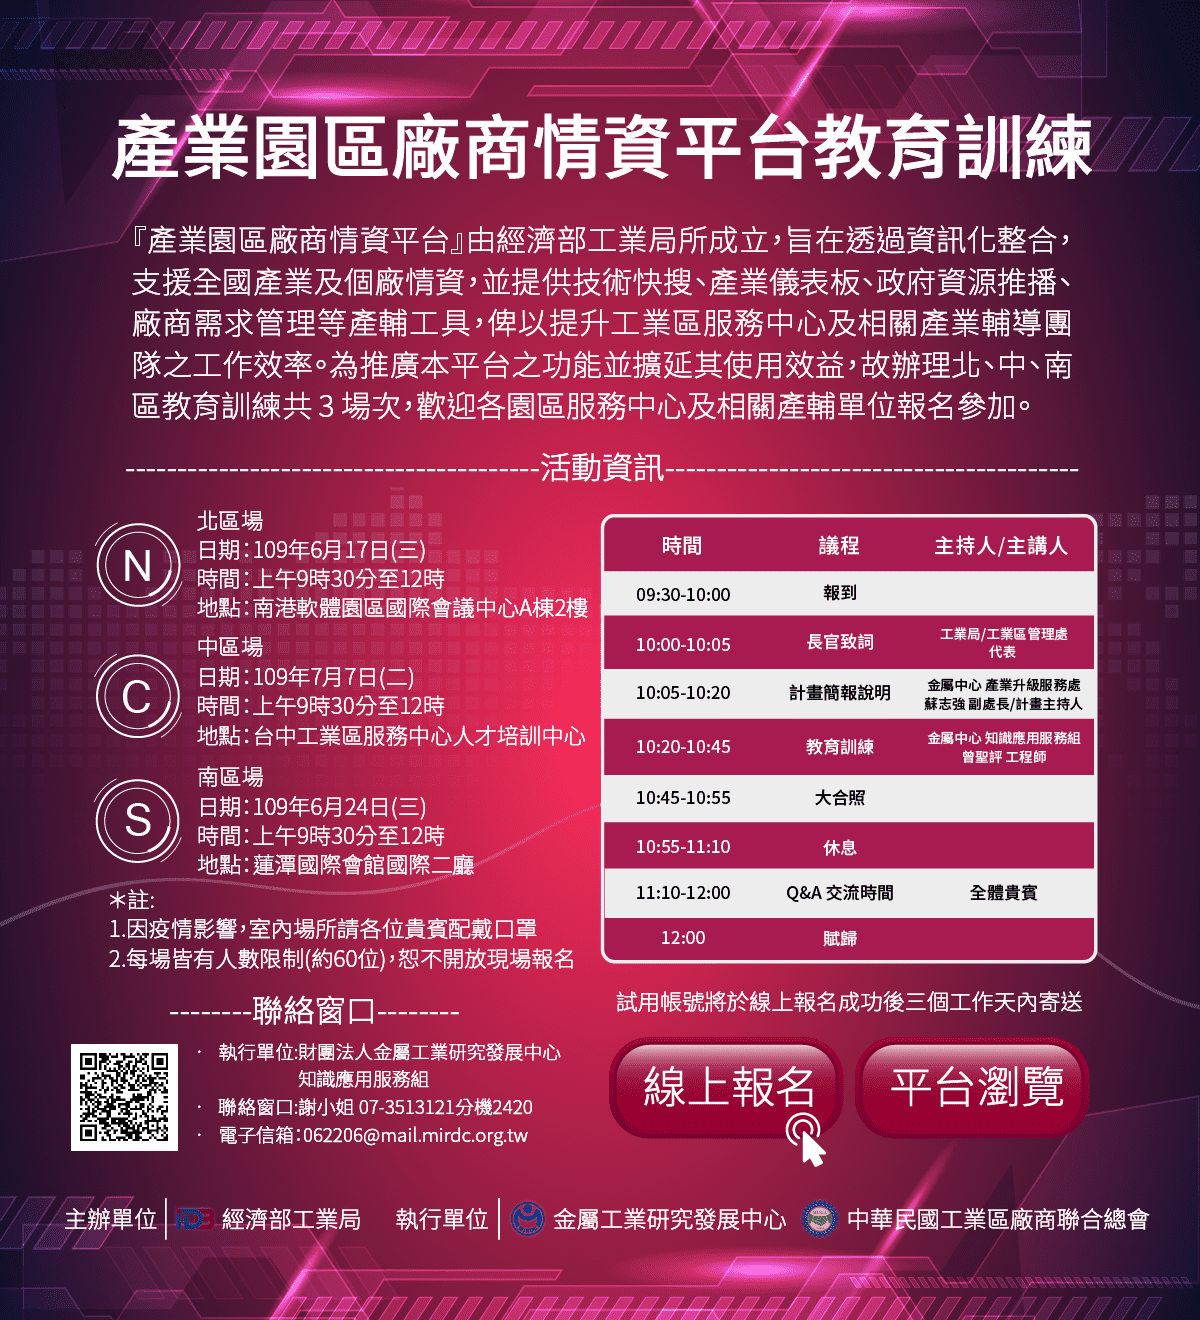 產業園區廠商情資平台教育訓練
『產業園區廠商情資平台』由經濟部工業局所成立，旨在透過資訊化整合，
支援全國產業及個廠情資，並提供技術快搜、產業儀表板、政府資源推播、
廠商需求管理等產輔工具，俾以提升工業區服務中心及相關產業輔導團
隊之工作效率。為推廣本平台之功能並擴延其使用效益，故辦理北、中、南
區教育訓練共 3 場次，歡迎各園區服務中心及相關產輔單位報名參加。
----------------------------------------活動資訊----------------------------------------
N
北區場
日期：109年6月17日(三)
時間：上午9時30分至12時
地點：南港軟體園區國際會議中心A棟2樓
C
中區場
日期：109年7月7日(二)
時間：上午9時30分至12時
地點：台中工業區服務中心人才培訓中心
S
南區場
日期：109年6月24日(三)
時間：上午9時30分至12時
地點：蓮潭國際會館國際二廳
＊註:
1.因疫情影響，室內場所請各位貴賓配戴口罩
2.每場皆有人數限制(約60位)，恕不開放現場報名
時間 議程 主持人/主講人
09:30-10:00 報到
10:00-10:05 長官致詞 工業局/工業區管理處
代表
10:05-10:20 計畫簡報說明 金屬中心 產業升級服務處
蘇志強 副處長/計畫主持人
10:20-10:45 教育訓練 金屬中心 知識應用服務組
曾聖評 工程師
10:45-10:55 大合照
10:55-11:10 休息
11:10-12:00 Q&A 交流時間 全體貴賓
12:00 賦歸
試用帳號將於線上報名成功後三個工作天內寄送
線上報名 平台瀏覽
--------聯絡窗口--------
· 執行單位:財團法人金屬工業研究發展中心
知識應用服務組
· 聯絡窗口:謝小姐 07-3513121分機2420
· 電子信箱：062206@mail.mirdc.org.tw
主辦單位 IDB 經濟部工業局 執行單位 金屬工業研究發展中心 中華民國工業區廠商聯合總會